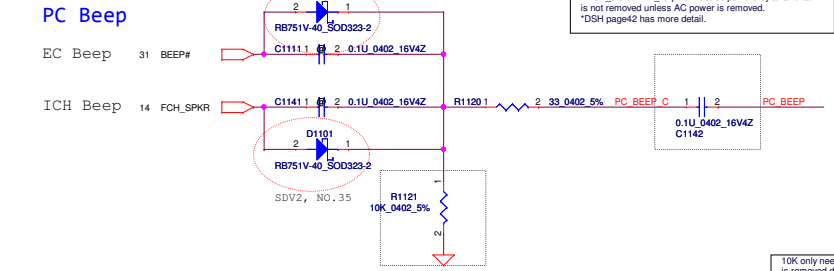 is not removed unless AC power is removed.
*DSH page42 has more detail.
PC Beep
2 1
RB751V-40_SOD323-2
EC Beep 31 BEEP#
C1111 1 @ 2 0.1U_0402_16V4Z
ICH Beep 14 FCH_SPKR
C1141 1 @ 2 0.1U_0402_16V4Z
R1120 1 2 33_0402_5%
PC_BEEP_C 1 2 PC_BEEP
0.1U_0402_16V4Z
C1142
D1101
2 1
RB751V-40_SOD323-2
SDV2, NO.35
1
R1121
10K_0402_5%
2
10K only nee